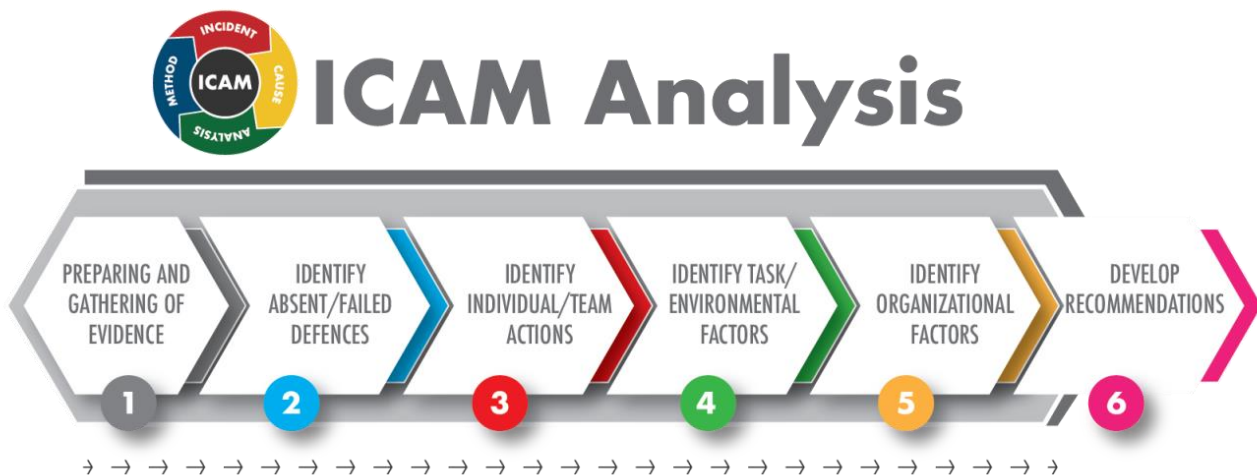 INCIDENT
CAUSE
ANALYSIS
METHOD
ICAM
ICAM Analysis
PREPARING AND
GATHERING OF
EVIDENCE
1
IDENTIFY
ABSENT/FAILED
DEFENCES
2
IDENTIFY
INDIVIDUAL/TEAM
ACTIONS
3
IDENTIFY TASK/
ENVIRONMENTAL
FACTORS
4
IDENTIFY
ORGANIZATIONAL
FACTORS
5
DEVELOP
RECOMMENDATIONS
6